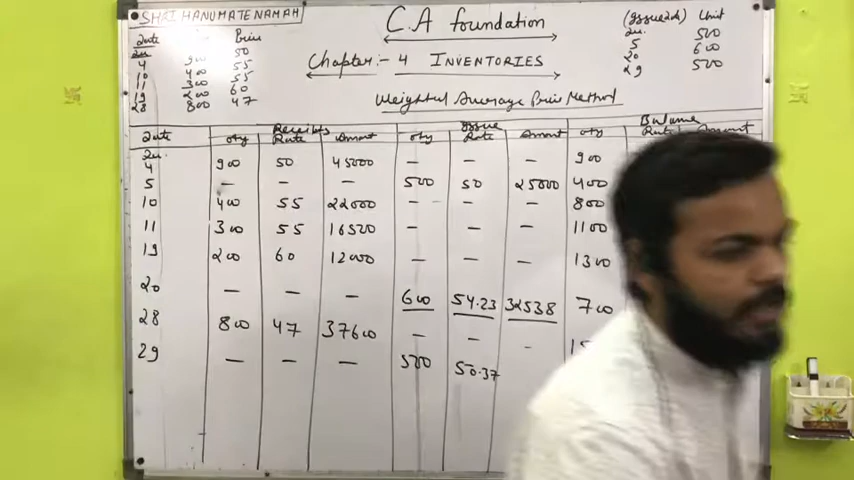 SHRI HANUMATE NAMAH
C.A foundation
Chapter:- 4 INVENTORIES
Weighted Average Price Method
Date Price
4 900 50
10 400 55
11 300 55
19 200 60
28 800 47
(Issued) Unit
5 500
20 600
29 500
Receipts Issue Balance
Date Qty Rate Amount Qty Rate Amount Qty Rate Amount
4 900 50 45000 — — — 900
5 — — — 500 50 25000 400
10 400 55 22000 - - - 800
11 300 55 16500 - - - 1100
19 200 60 12000 - - - 1300
20 — — — 600 54.23 32538 700
28 800 47 37600 - - -
29 — — — 500 50.37